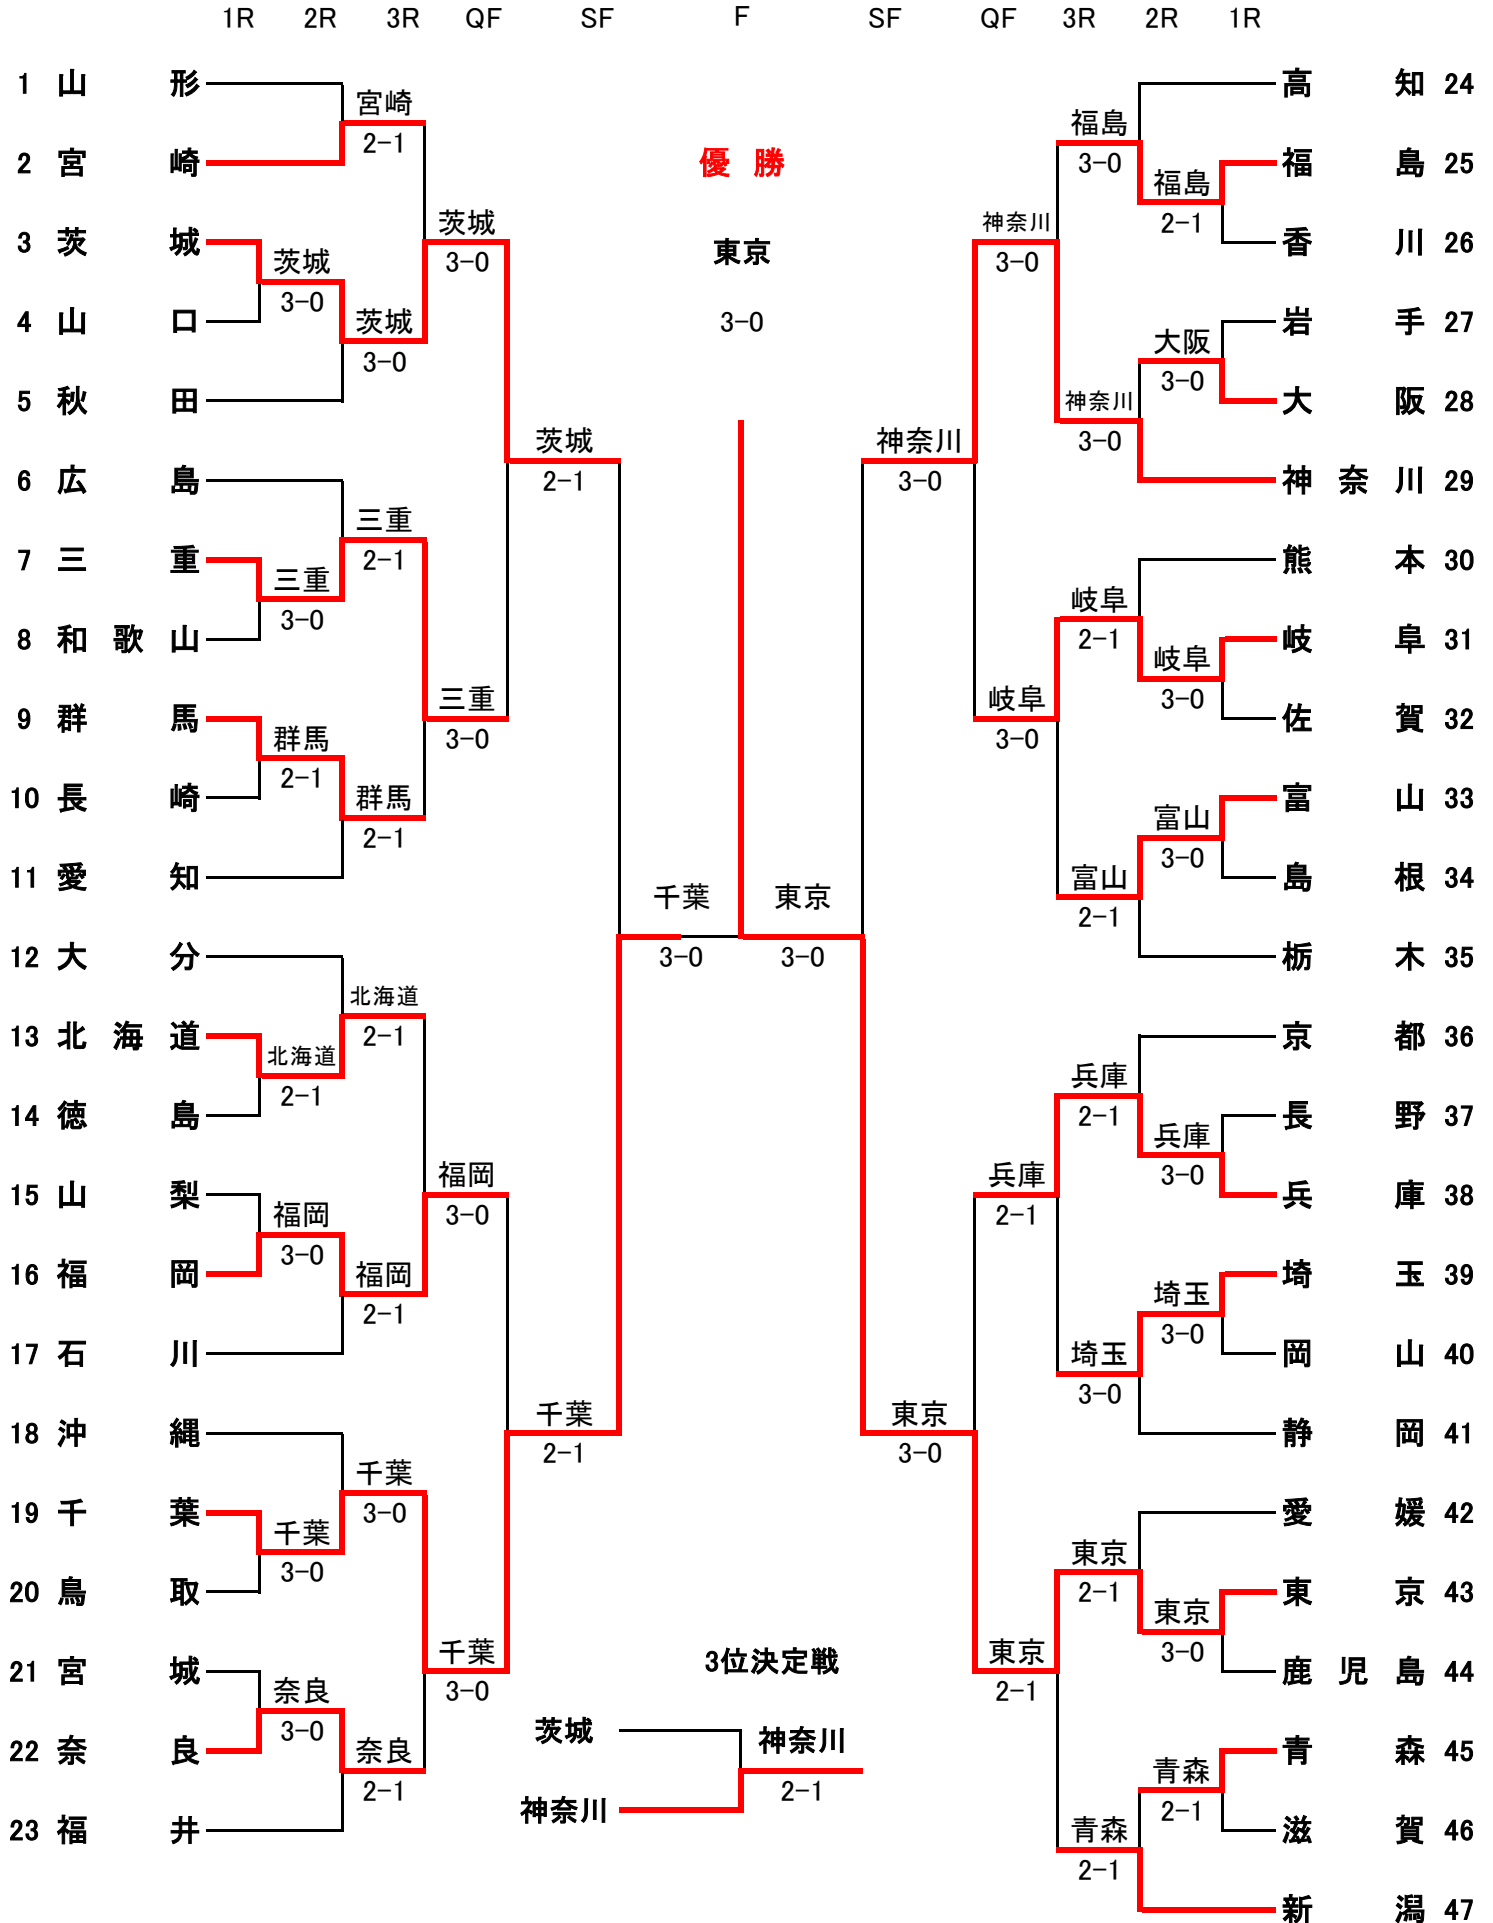 1R 2R 3R QF SF F SF QF 3R 2R 1R
1 山形
2 宮崎
3 茨城
4 山口
5 秋田
6 広島
7 三重
8 和歌山
9 群馬
10 長崎
11 愛知
12 大分
13 北海道
14 徳島
15 山梨
16 福岡
17 石川
18 沖縄
19 千葉
20 鳥取
21 宮城
22 奈良
23 福井
茨城
3-0
三重
3-0
群馬
2-1
北海道
2-1
福岡
3-0
千葉
3-0
奈良
3-0
宮崎
2-1
茨城
3-0
三重
2-1
群馬
2-1
北海道
2-1
福岡
2-1
千葉
3-0
奈良
2-1
茨城
3-0
三重
3-0
福岡
3-0
千葉
3-0
茨城
2-1
千葉
2-1
千葉
3-0
優勝
東京
3-0
東京
3-0
3位決定戦
茨城
神奈川
神奈川
2-1
神奈川
3-0
東京
3-0
神奈川
3-0
岐阜
3-0
兵庫
2-1
東京
2-1
福島
3-0
神奈川
3-0
岐阜
2-1
富山
2-1
兵庫
2-1
埼玉
3-0
東京
2-1
青森
2-1
福島
2-1
大阪
3-0
岐阜
3-0
富山
3-0
兵庫
3-0
埼玉
3-0
東京
3-0
青森
2-1
高知 24
福島 25
香川 26
岩手 27
大阪 28
神奈川 29
熊本 30
岐阜 31
佐賀 32
富山 33
島根 34
栃木 35
京都 36
長野 37
兵庫 38
埼玉 39
岡山 40
静岡 41
愛媛 42
東京 43
鹿児島 44
青森 45
滋賀 46
新潟 47